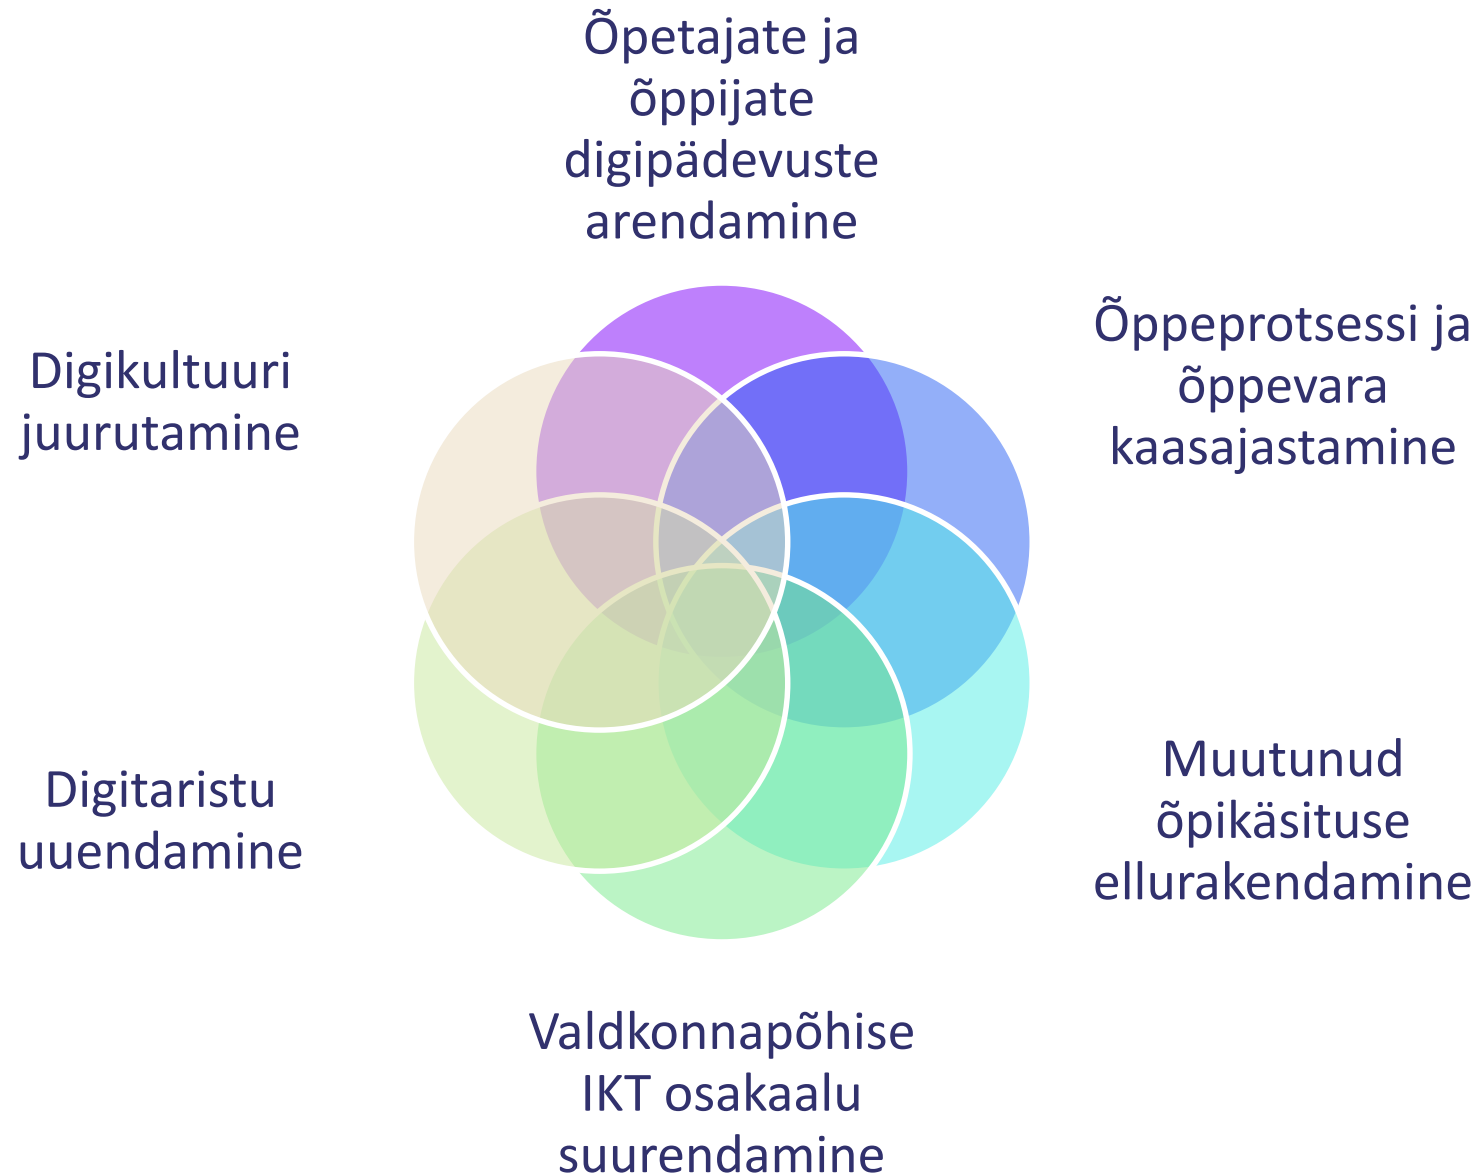 Õpetajate ja
õppijate
digipädevuste
arendamine
Õppeprotsessi ja
õppevara
kaasajastamine
Muutunud
õpikäsituse
ellurakendamine
Valdkonnapõhise
IKT osakaalu
suurendamine
Digitaristu
uuendamine
Digikultuuri
juurutamine